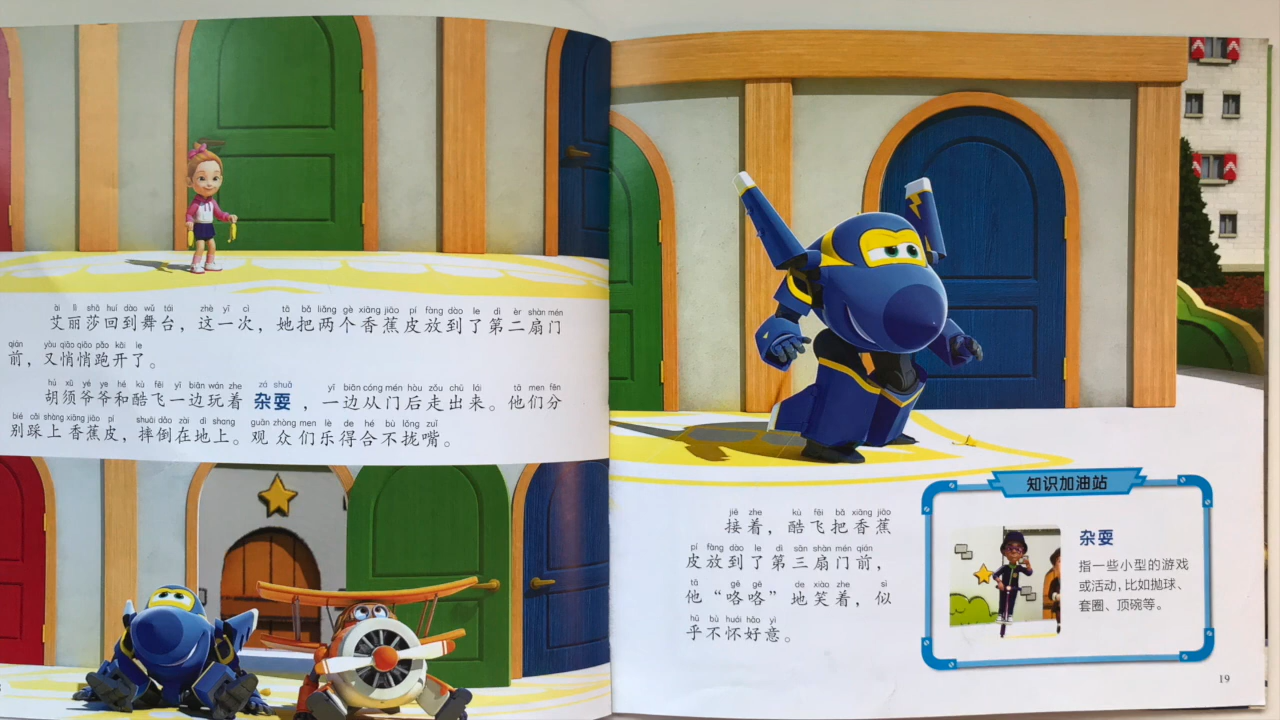 ài lì shā huí dào wǔ tái zhè yí cì tā bǎ liǎng gè xiāng jiāo pí fàng dào le dì èr shàn mén
艾丽莎回到舞台，这一次，她把两个香蕉皮放到了第二扇门
qián yòu qiāo qiāo pǎo kāi le
前，又悄悄跑开了。
hú xū yé ye hé kù fēi yì biān wán zhe zá shuǎ yì biān cóng mén hòu zǒu chū lái tā men fēn
胡须爷爷和酷飞一边玩着 杂耍，一边从门后走出来。他们分
bié cǎi shàng xiāng jiāo pí shuāi dǎo zài dì shang guān zhòng men lè de hé bù lǒng zuǐ
别踩上香蕉皮，摔倒在地上。观众们乐得合不拢嘴。
jiē zhe kù fēi bǎ xiāng jiāo
接着，酷飞把香蕉
pí fàng dào le dì sān shàn mén qián
皮放到了第三扇门前，
tā gē gē de xiào zhe sì
他“咯咯”地笑着，似
hū bù huái hǎo yì
乎不怀好意。
知识加油站
杂耍
指一些小型的游戏
或活动，比如抛球、
套圈、顶碗等。
19